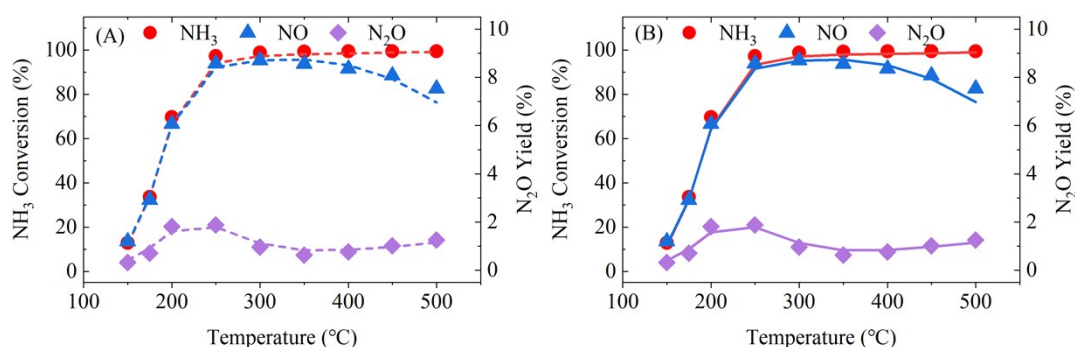 (A) NH₃ NO N₂O
NH₃ Conversion (%)
100
80
60
40
20
0
10
8
6
4
2
0
N₂O Yield (%)
100 200 300 400 500
Temperature (℃)
(B) NH₃ NO N₂O
NH₃ Conversion (%)
100
80
60
40
20
0
10
8
6
4
2
0
N₂O Yield (%)
100 200 300 400 500
Temperature (℃)